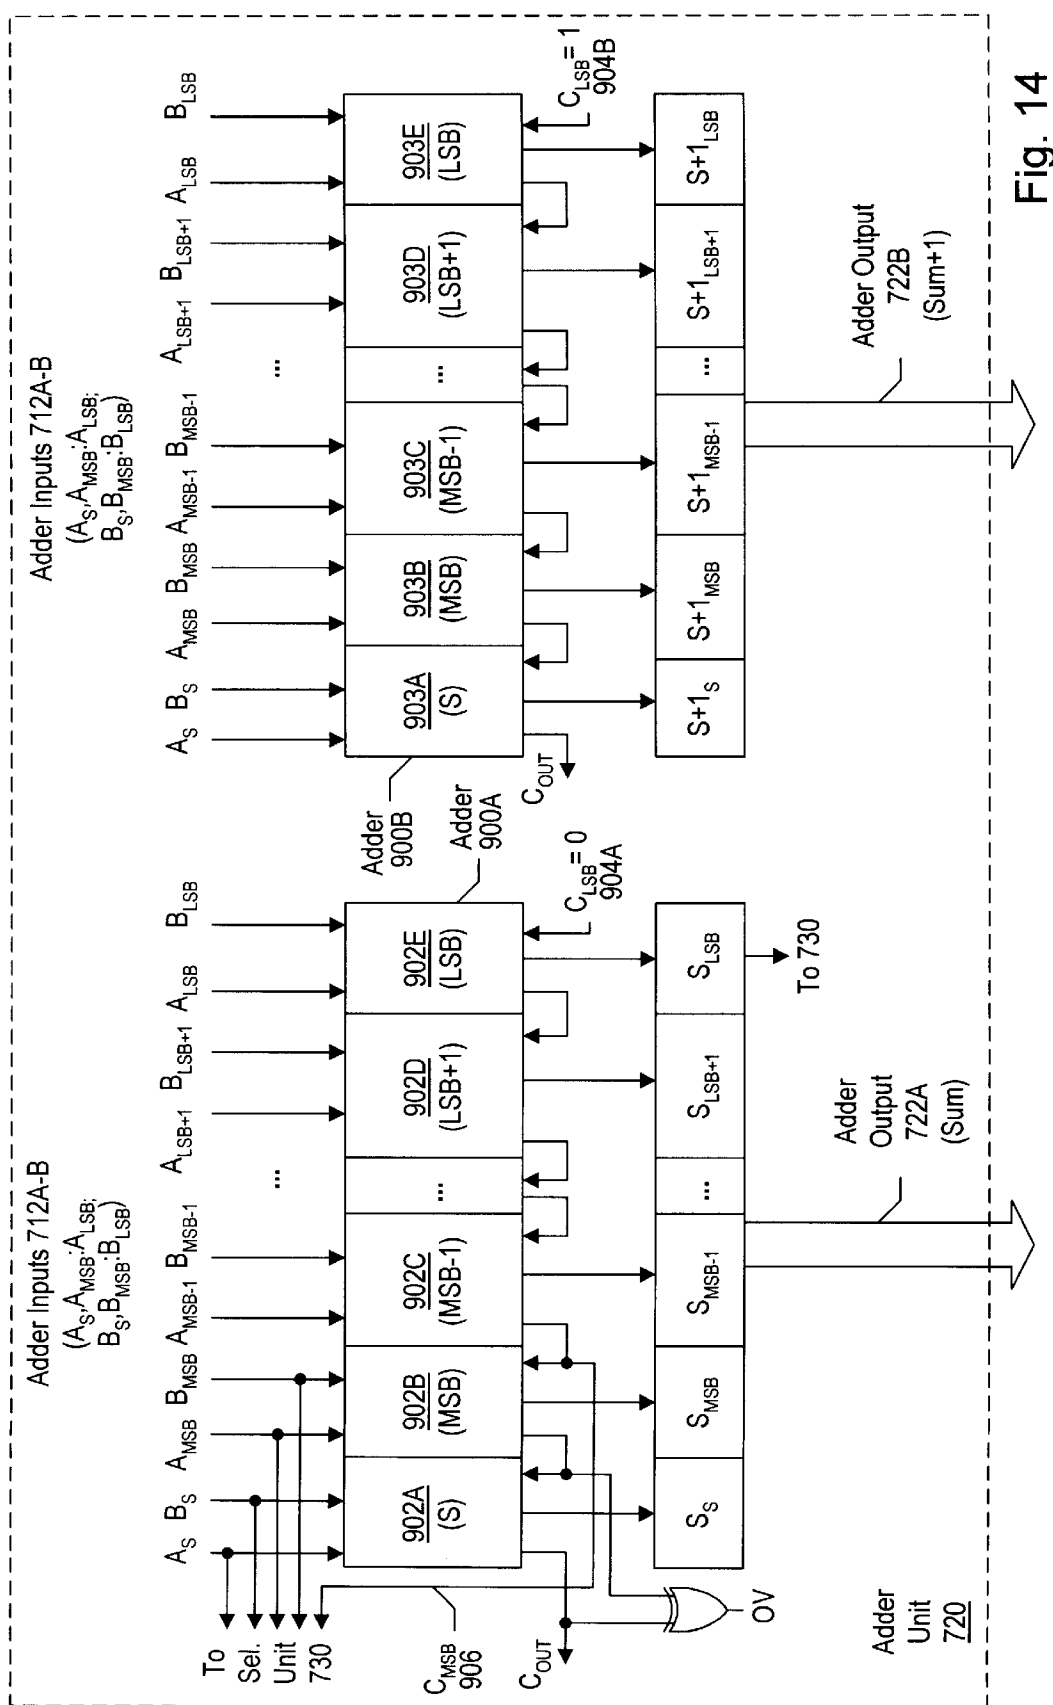 Adder Inputs 712A-B
(A_S,A_MSB:A_LSB;
B_S,B_MSB:B_LSB)
A_S
B_S
A_MSB
B_MSB
A_MSB-1
B_MSB-1
...
A_LSB+1
B_LSB+1
A_LSB
B_LSB
To
Sel.
Unit
730
C_MSB
906
902A
(S)
902B
(MSB)
902C
(MSB-1)
...
902D
(LSB+1)
902E
(LSB)
Adder
900A
C_OUT
OV
C_LSB= 0
904A
S_S
S_MSB
S_MSB-1
...
S_LSB+1
S_LSB
To 730
Adder
Output
722A
(Sum)
Adder Inputs 712A-B
(A_S,A_MSB:A_LSB;
B_S,B_MSB:B_LSB)
A_S
B_S
A_MSB
B_MSB
A_MSB-1
B_MSB-1
...
A_LSB+1
B_LSB+1
A_LSB
B_LSB
Adder
900B
903A
(S)
903B
(MSB)
903C
(MSB-1)
...
903D
(LSB+1)
903E
(LSB)
C_OUT
C_LSB= 1
904B
S+1_S
S+1_MSB
S+1_MSB-1
...
S+1_LSB+1
S+1_LSB
Adder Output
722B
(Sum+1)
Adder
Unit
720
Fig. 14